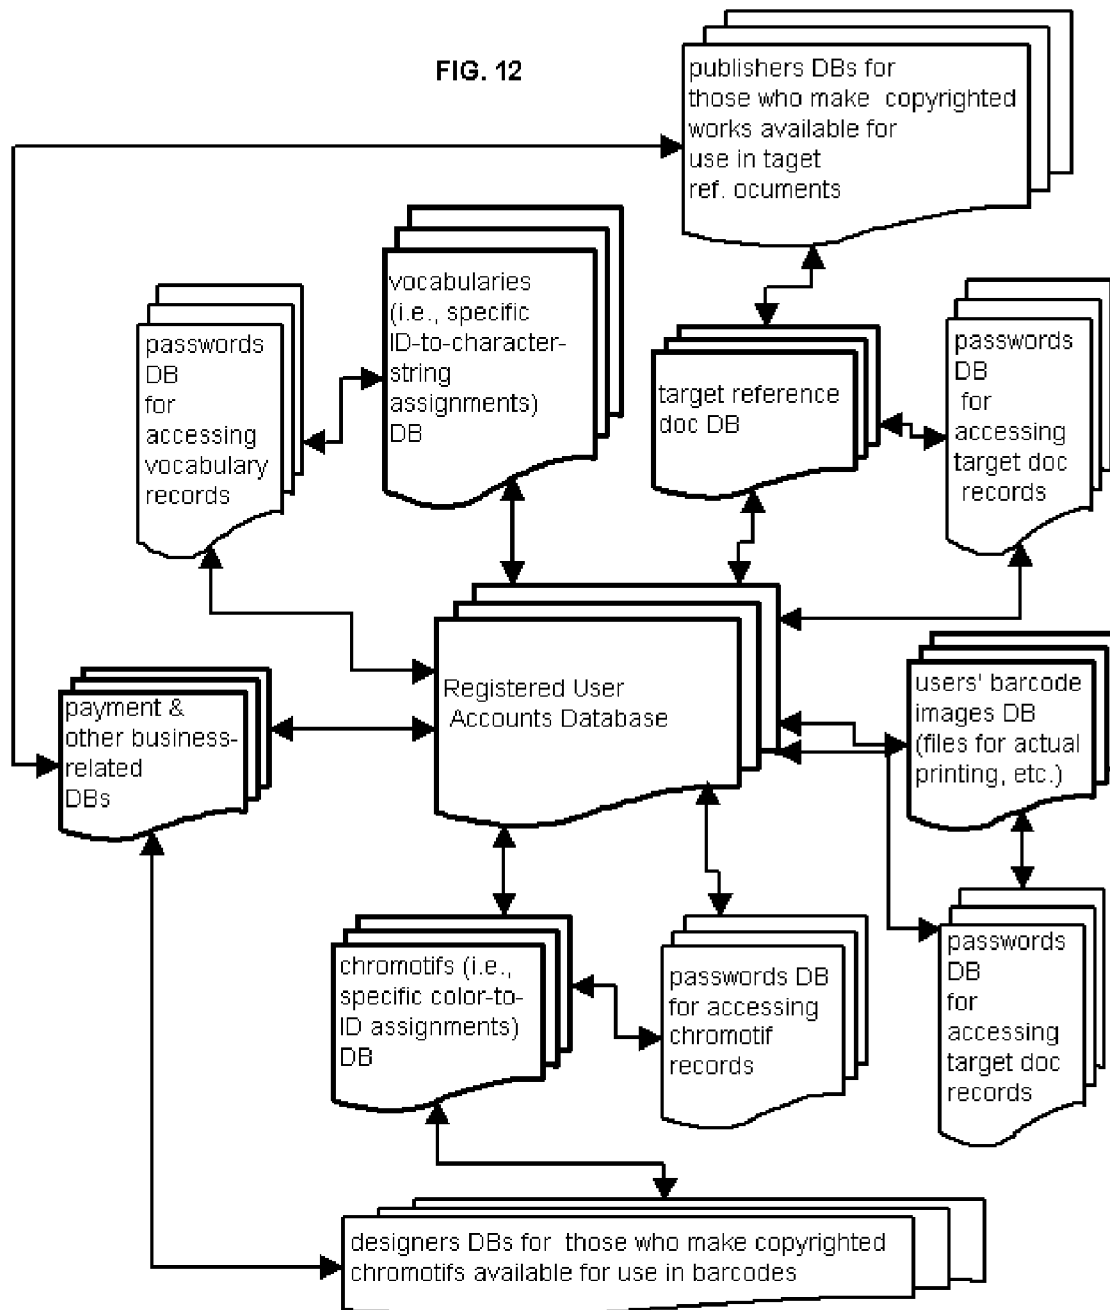 FIG. 12
publishers DBs for
those who make copyrighted
works available for
use in taget
ref. ocuments
vocabularies
(i.e., specific
ID-to-character-
string
assignments)
DB
passwords
DB
for
accessing
vocabulary
records
target reference
doc DB
passwords
DB
for
accessing
target doc
records
Registered User
Accounts Database
payment &
other business-
related
DBs
users' barcode
images DB
(files for actual
printing, etc.)
chromotifs (i.e.,
specific color-to-
ID assignments)
DB
passwords DB
for accessing
chromotif
records
passwords
DB
for
accessing
target doc
records
designers DBs for those who make copyrighted
chromotifs available for use in barcodes